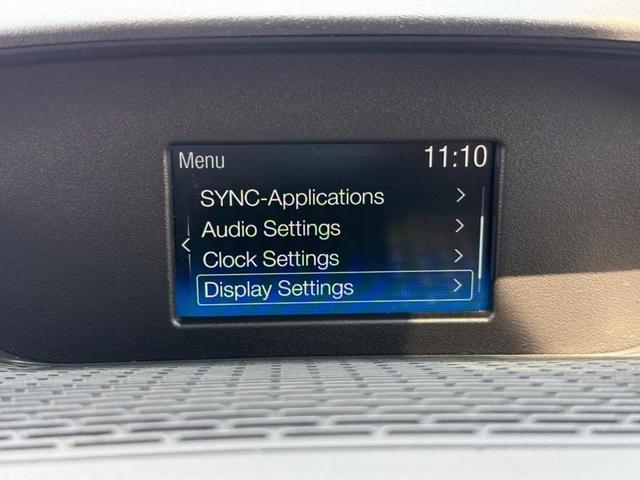 Menu 11:10
SYNC-Applications
Audio Settings
Clock Settings
Display Settings